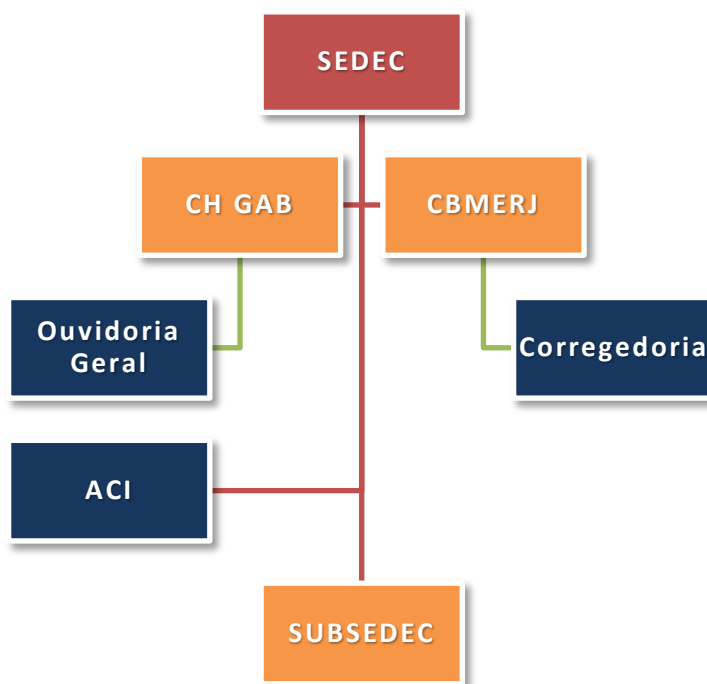 SEDEC
CH GAB
CBMERJ
Ouvidoria
Geral
Corregedoria
ACI
SUBSEDEC